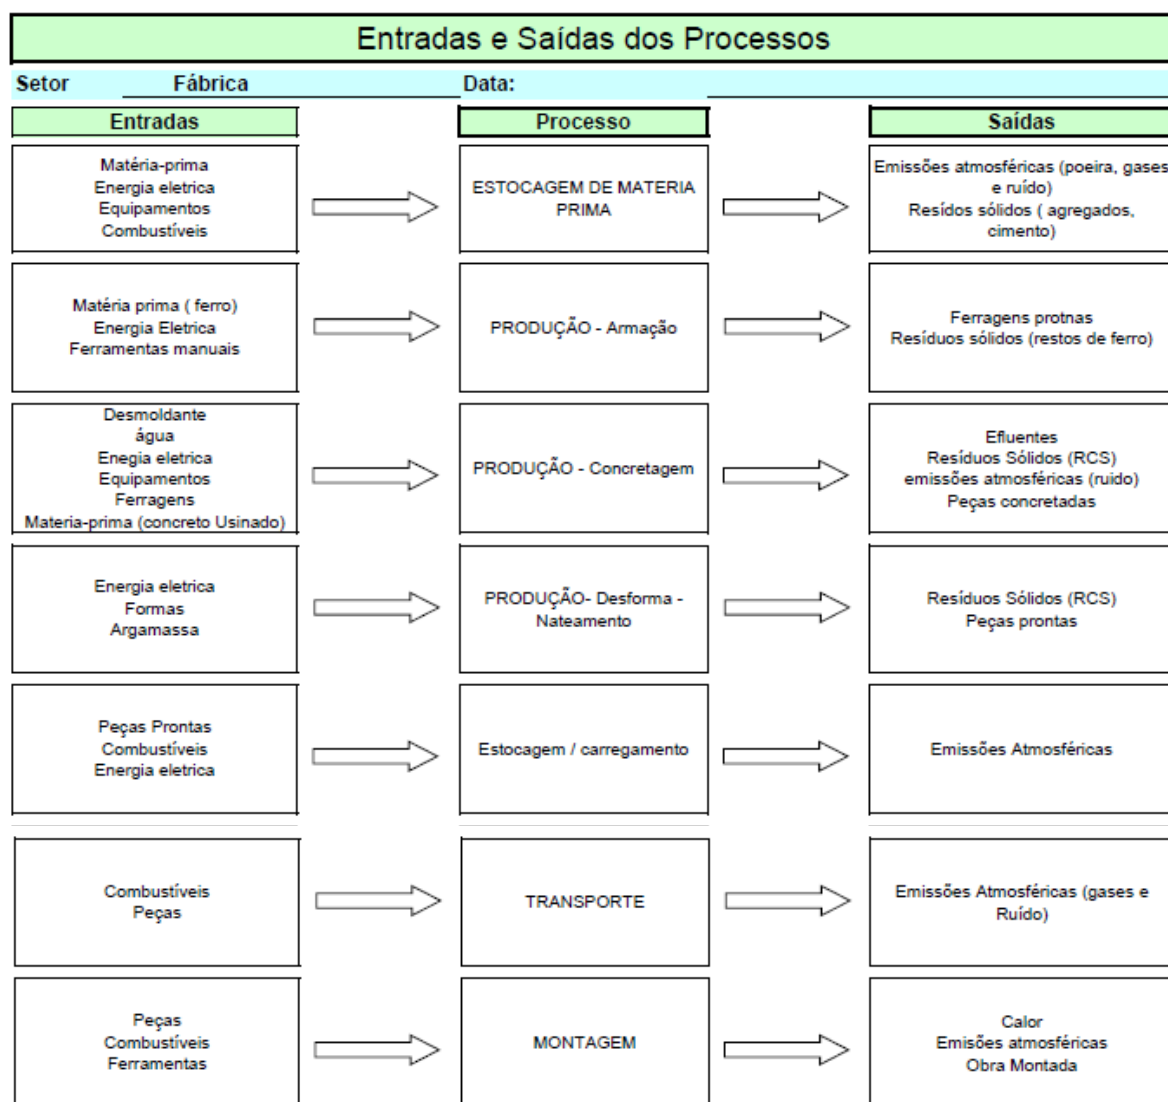 Entradas e Saídas dos Processos
Setor Fábrica Data:
Entradas Processo Saídas
Matéria-prima
Energia eletrica
Equipamentos
Combustíveis
ESTOCAGEM DE MATERIA
PRIMA
Emissões atmosféricas (poeira, gases
e ruído)
Resídos sólidos ( agregados,
cimento)
Matéria prima ( ferro)
Energia Eletrica
Ferramentas manuais
PRODUÇÃO - Armação
Ferragens protnas
Resíduos sólidos (restos de ferro)
Desmoldante
água
Enegia eletrica
Equipamentos
Ferragens
Materia-prima (concreto Usinado)
PRODUÇÃO - Concretagem
Efluentes
Resíduos Sólidos (RCS)
emissões atmosféricas (ruido)
Peças concretadas
Energia eletrica
Formas
Argamassa
PRODUÇÃO- Desforma -
Nateamento
Resíduos Sólidos (RCS)
Peças prontas
Peças Prontas
Combustíveis
Energia eletrica
Estocagem / carregamento
Emissões Atmosféricas
Combustíveis
Peças
TRANSPORTE
Emissões Atmosféricas (gases e
Ruído)
Peças
Combustíveis
Ferramentas
MONTAGEM
Calor
Emisões atmosféricas
Obra Montada